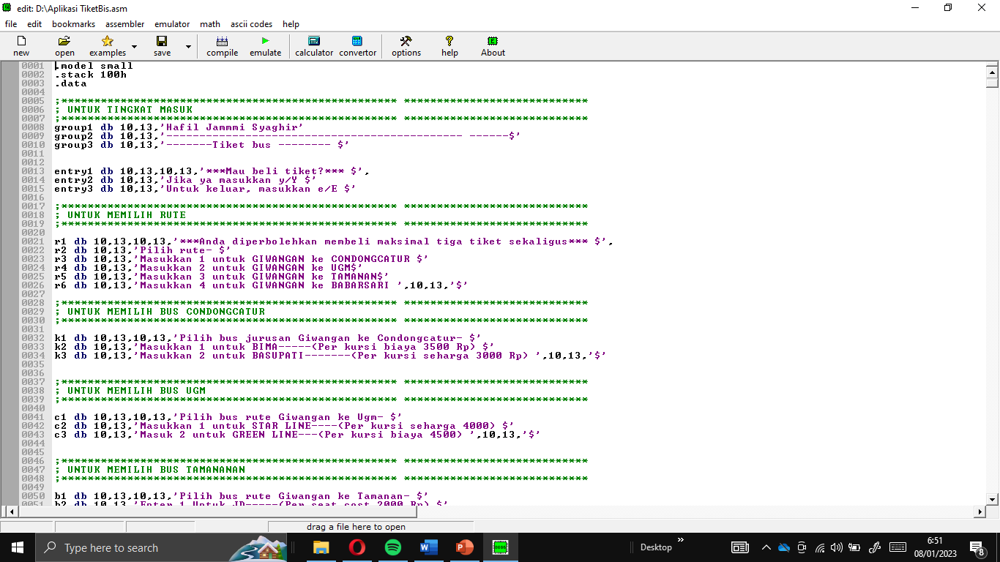 edit: D:\Aplikasi TiketBis.asm
file edit bookmarks assembler emulator math ascii codes help
new open examples save compile emulate calculator convertor options help About
0001 .model small
0002 .stack 100h
0003 .data
0004
0005 ;*************************************************** ****************************
0006 ; UNTUK TINGKAT MASUK
0007 ;*************************************************** ****************************
0008 group1 db 10,13,'Hafil Jammmi Syaghir'
0009 group2 db 10,13,'--------------------------------------------- ------$'
0010 group3 db 10,13,'-------Tiket bus -------- $'
0011
0012
0013 entry1 db 10,13,10,13,'***Mau beli tiket?*** $',
0014 entry2 db 10,13,'Jika ya masukkan y/Y $'
0015 entry3 db 10,13,'Untuk keluar, masukkan e/E $'
0016
0017 ;*************************************************** ****************************
0018 ; UNTUK MEMILIH RUTE
0019 ;*************************************************** ****************************
0020
0021 r1 db 10,13,10,13,'***Anda diperbolehkan membeli maksimal tiga tiket sekaligus*** $',
0022 r2 db 10,13,'Pilih rute- $'
0023 r3 db 10,13,'Masukkan 1 untuk GIWANGAN ke CONDONGCATUR $'
0024 r4 db 10,13,'Masukkan 2 untuk GIWANGAN ke UGM$'
0025 r5 db 10,13,'Masukkan 3 untuk GIWANGAN ke TAMANAN$'
0026 r6 db 10,13,'Masukkan 4 untuk GIWANGAN ke BABARSARI ',10,13,'$'
0027
0028 ;*************************************************** ****************************
0029 ; UNTUK MEMILIH BUS CONDONGCATUR
0030 ;*************************************************** ****************************
0031
0032 k1 db 10,13,10,13,'Pilih bus jurusan Giwangan ke Condongcatur- $'
0033 k2 db 10,13,'Masukkan 1 untuk BIMA-----(Per kursi biaya 3500 Rp) $'
0034 k3 db 10,13,'Masukkan 2 untuk BASUPATI-------(Per kursi seharga 3000 Rp) ',10,13,'$'
0035
0036
0037 ;*************************************************** ****************************
0038 ; UNTUK MEMILIH BUS UGM
0039 ;*************************************************** ****************************
0040
0041 c1 db 10,13,10,13,'Pilih bus rute Giwangan ke Ugm- $'
0042 c2 db 10,13,'Masukkan 1 untuk STAR LINE----(Per kursi seharga 4000) $'
0043 c3 db 10,13,'Masuk 2 untuk GREEN LINE---(Per kursi biaya 4500) ',10,13,'$'
0044
0045
0046 ;*************************************************** ****************************
0047 ; UNTUK MEMILIH BUS TAMANANAN
0048 ;*************************************************** ****************************
0049
0050 b1 db 10,13,10,13,'Pilih bus rute Giwangan ke Tamanan- $'
0051 b2 db 10,13,'Enter 1 Untuk JD-----(Per seat cost 2000 Rp) $'
drag a file here to open
Type here to search
Desktop
6:51
08/01/2023
8